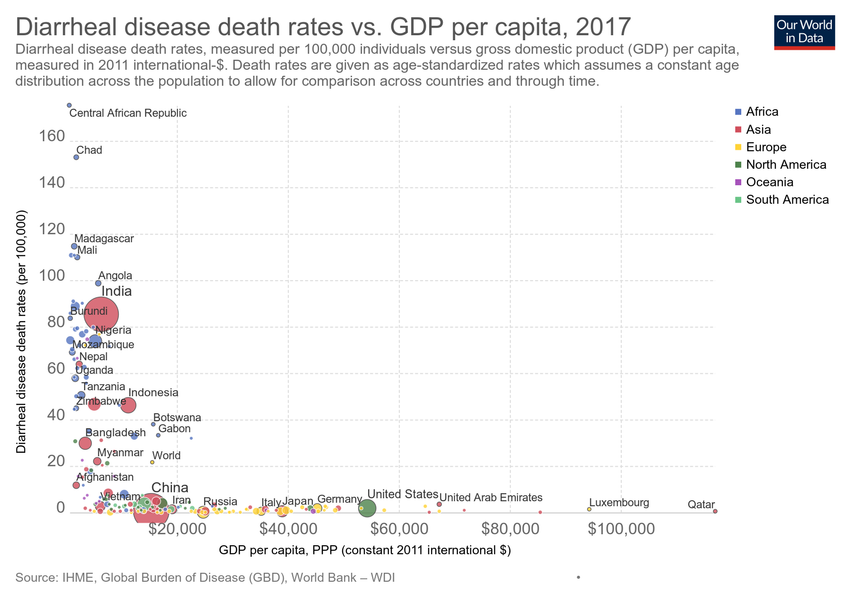 Diarrheal disease death rates vs. GDP per capita, 2017
Our World
in Data
Diarrheal disease death rates, measured per 100,000 individuals versus gross domestic product (GDP) per capita,
measured in 2011 international-$. Death rates are given as age-standardized rates which assumes a constant age
distribution across the population to allow for comparison across countries and through time.
Central African Republic
Africa
Asia
Europe
North America
Oceania
South America
160
Chad
140
120
Madagascar
Mali
100
Angola
India
Burundi
80
Nigeria
Mozambique
Nepal
60
Uganda
Tanzania
Indonesia
Zimbabwe
40
Botswana
Gabon
Bangladesh
Myanmar
World
20
Afghanistan
China
Vietnam
Iran
Russia
Italy
Japan
Germany
United States
United Arab Emirates
Luxembourg
Qatar
0
$20,000
$40,000
$60,000
$80,000
$100,000
Diarrheal disease death rates (per 100,000)
GDP per capita, PPP (constant 2011 international $)
Source: IHME, Global Burden of Disease (GBD), World Bank – WDI